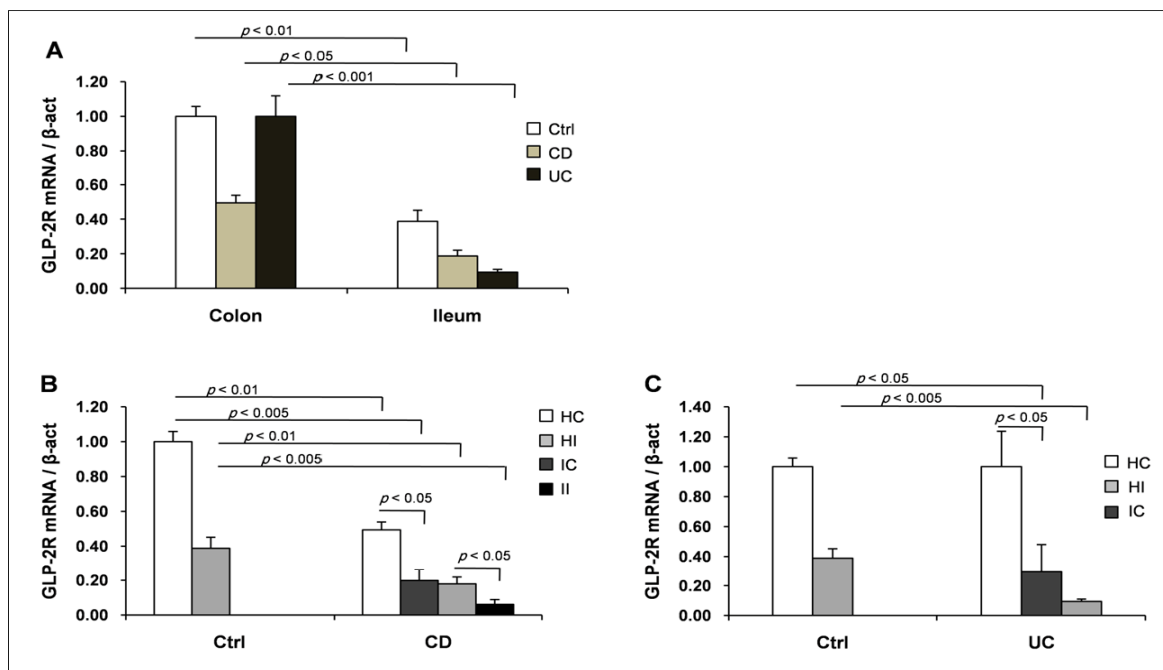 A
p < 0.01
p < 0.05
p < 0.001
GLP-2R mRNA / β-act
1.20
1.00
0.80
0.60
0.40
0.20
0.00
Colon
Ileum
Ctrl
CD
UC
B
p < 0.01
p < 0.005
p < 0.01
p < 0.005
p < 0.05
p < 0.05
GLP-2R mRNA / β-act
1.20
1.00
0.80
0.60
0.40
0.20
0.00
Ctrl
CD
HC
HI
IC
II
C
p < 0.05
p < 0.005
p < 0.05
GLP-2R mRNA / β-act
1.40
1.20
1.00
0.80
0.60
0.40
0.20
0.00
Ctrl
UC
HC
HI
IC